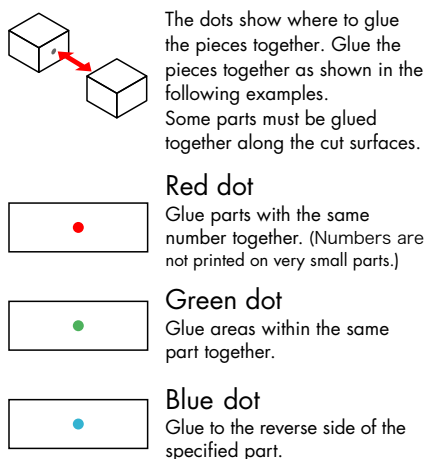 The dots show where to glue
the pieces together. Glue the
pieces together as shown in the
following examples.
Some parts must be glued
together along the cut surfaces.
Red dot
Glue parts with the same
number together. (Numbers are
not printed on very small parts.)
Green dot
Glue areas within the same
part together.
Blue dot
Glue to the reverse side of the
specified part.